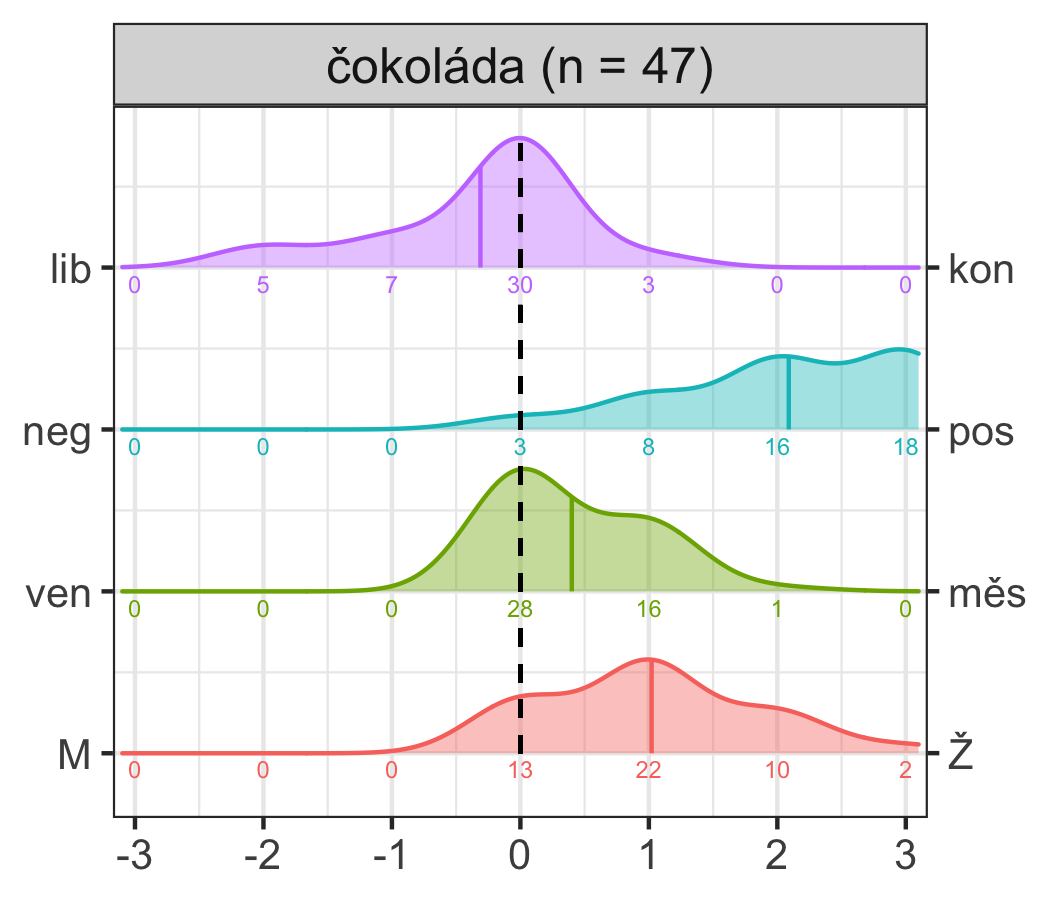 čokoláda (n = 47)
lib kon
0 5 7 30 3 0 0
neg pos
0 0 0 3 8 16 18
ven měs
0 0 0 28 16 1 0
M Ž
0 0 0 13 22 10 2
-3 -2 -1 0 1 2 3